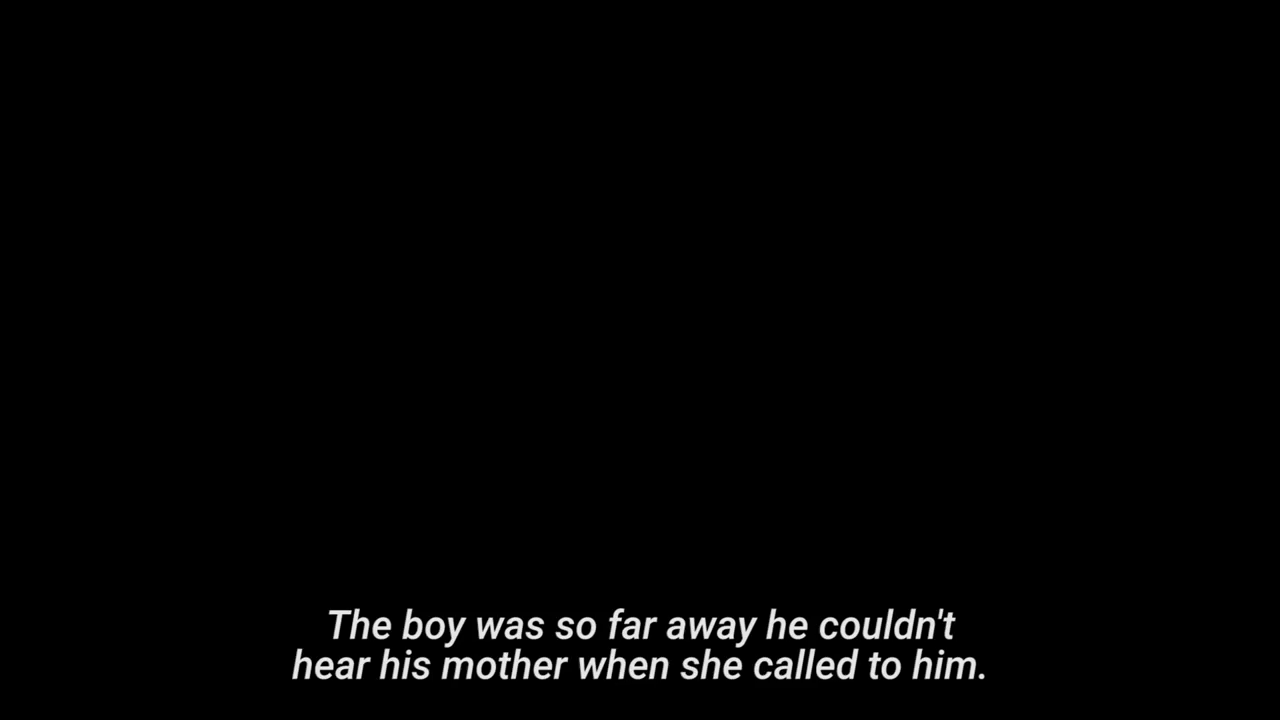 The boy was so far away he couldn't
hear his mother when she called to him.